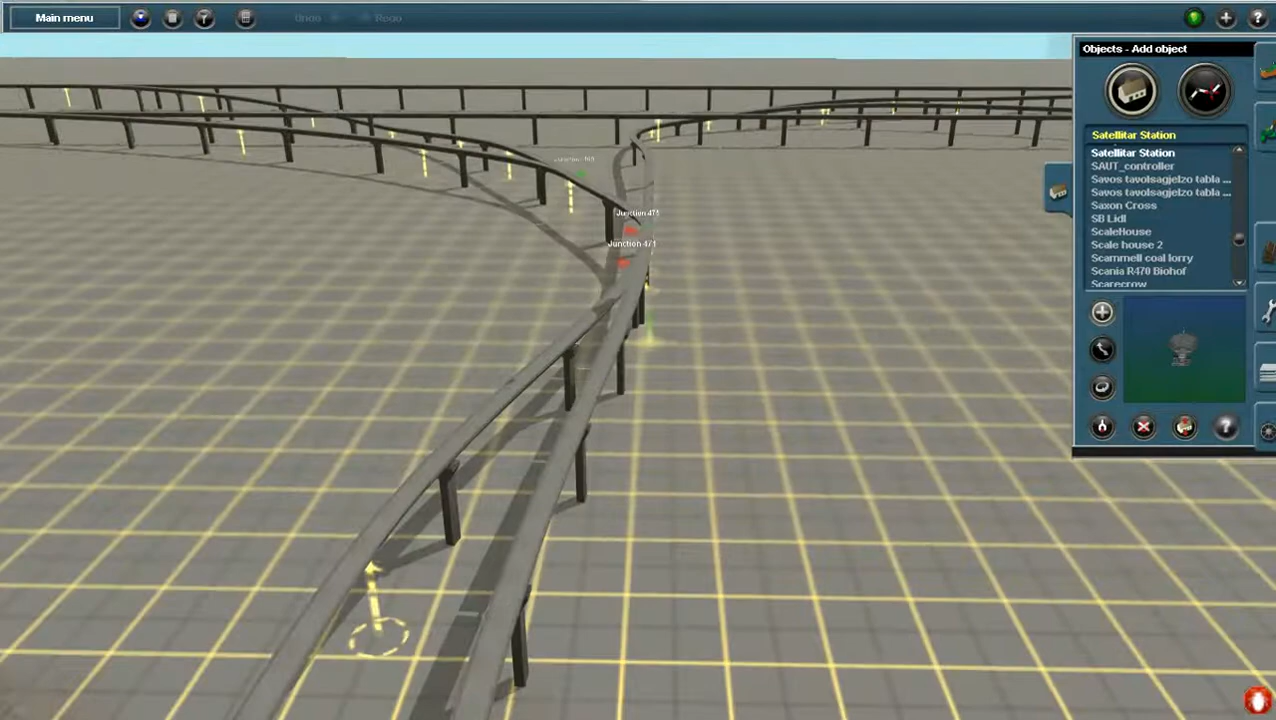 Main menu
Undo
Redo
Objects - Add object
Satellitar Station
Satellitar Station
SAUT_controller
Savos tavolsagjelzo tabla ...
Savos tavolsagjelzo tabla ...
Saxon Cross
SB Lidl
ScaleHouse
Scale house 2
Scammell coal lorry
Scania R470 Biohof
Scarecrow
Junction 471
Junction 471